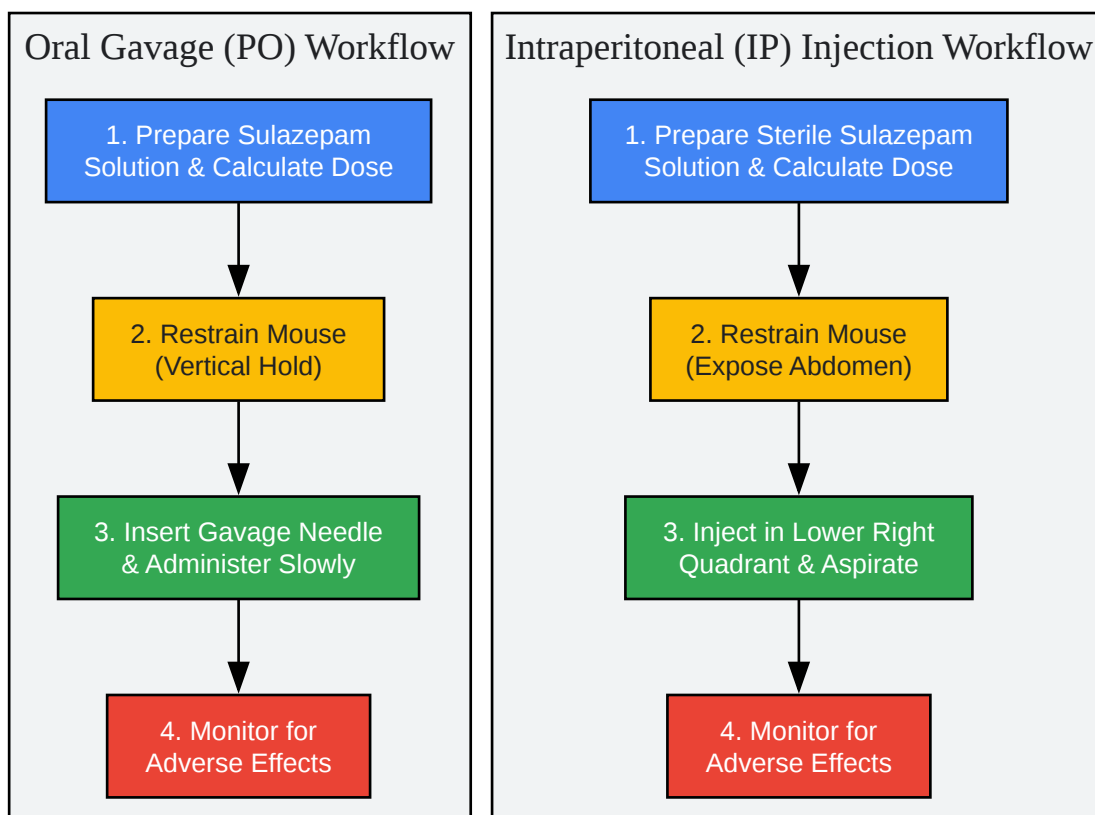 Oral Gavage (PO) Workflow
1. Prepare Sulazepam
Solution & Calculate Dose
2. Restrain Mouse
(Vertical Hold)
3. Insert Gavage Needle
& Administer Slowly
4. Monitor for
Adverse Effects
Intraperitoneal (IP) Injection Workflow
1. Prepare Sterile Sulazepam
Solution & Calculate Dose
2. Restrain Mouse
(Expose Abdomen)
3. Inject in Lower Right
Quadrant & Aspirate
4. Monitor for
Adverse Effects